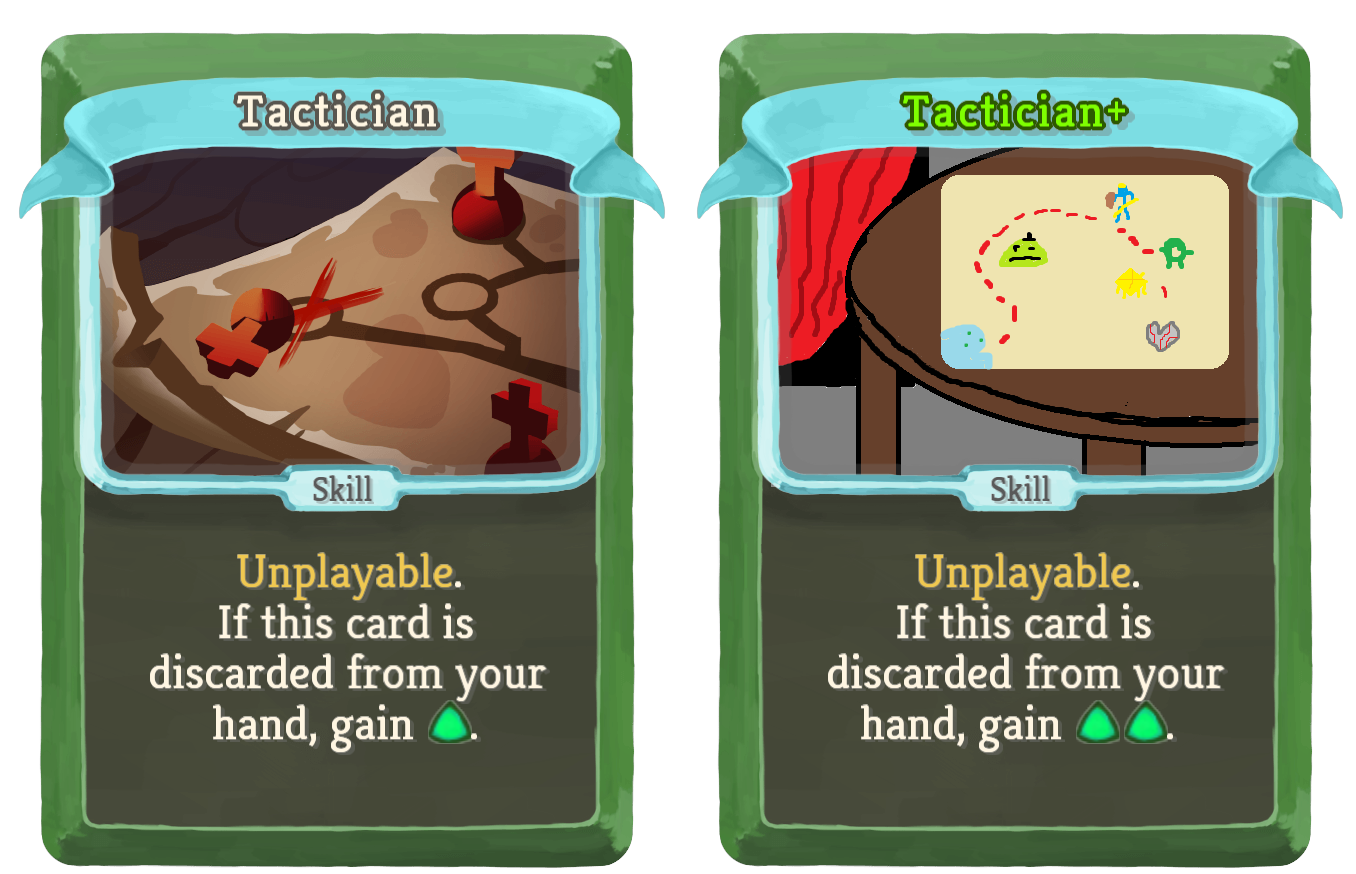 Tactician
Skill
Unplayable.
If this card is
discarded from your
hand, gain .
Tactician+
Skill
Unplayable.
If this card is
discarded from your
hand, gain .